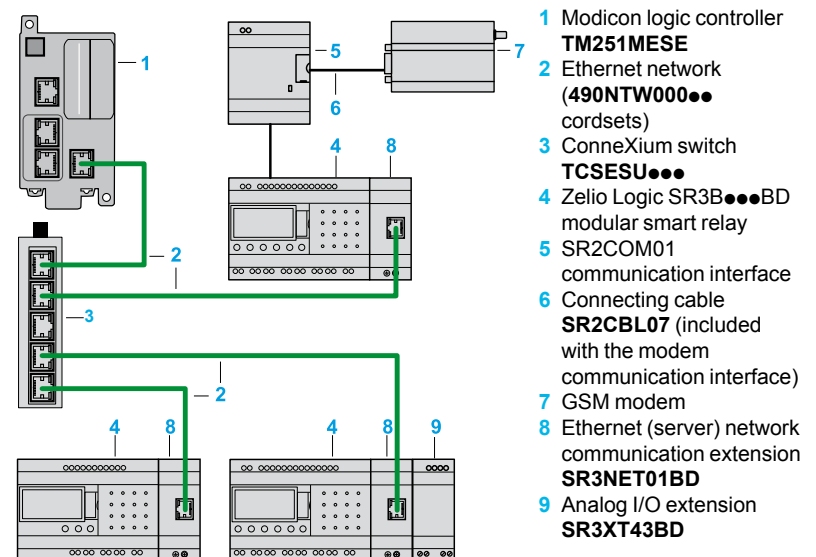 1
5
7
6
4
8
2
3
2
4
8
4
8
9
1 Modicon logic controller
TM251MESE
2 Ethernet network
(490NTW000●●
cordsets)
3 ConneXium switch
TCSESU●●●
4 Zelio Logic SR3B●●●BD
modular smart relay
5 SR2COM01
communication interface
6 Connecting cable
SR2CBL07 (included
with the modem
communication interface)
7 GSM modem
8 Ethernet (server) network
communication extension
SR3NET01BD
9 Analog I/O extension
SR3XT43BD